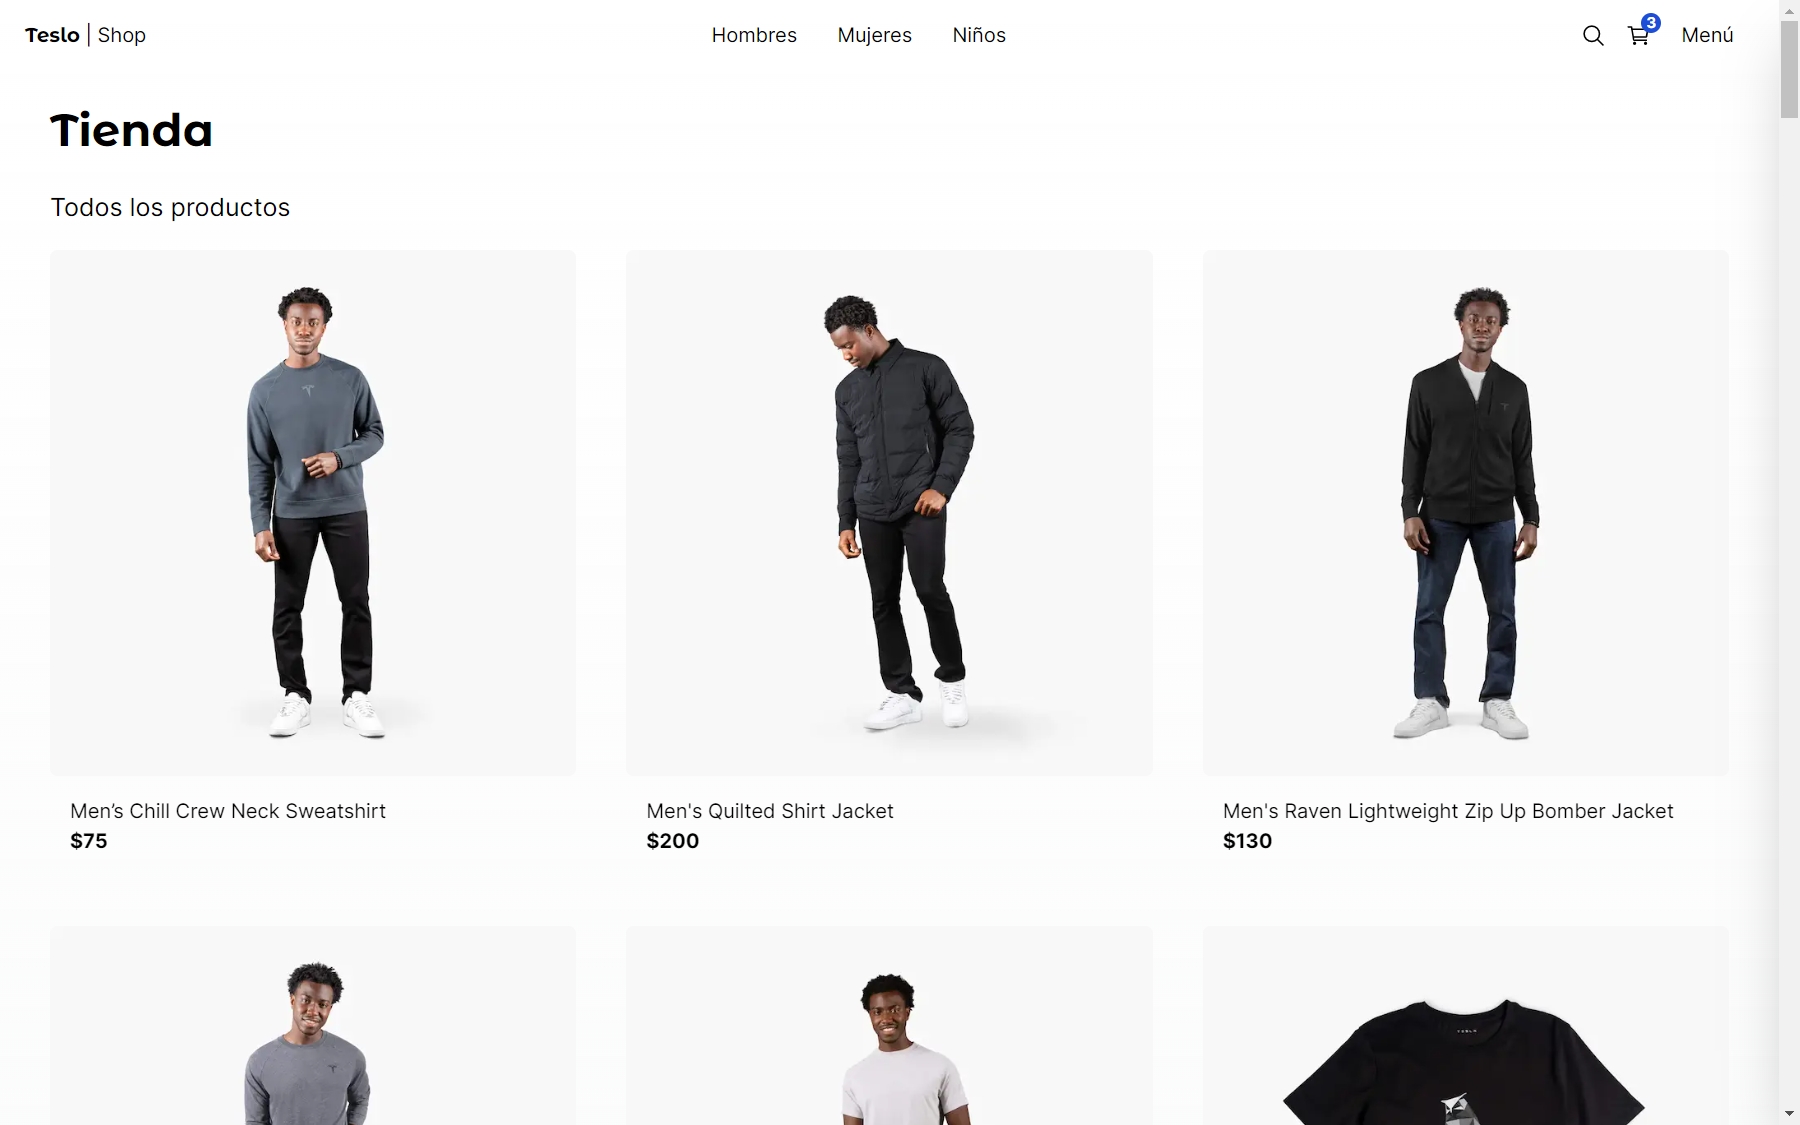 Teslo | Shop
Hombres Mujeres Niños
3
Menú
Tienda
Todos los productos
Men’s Chill Crew Neck Sweatshirt
$75
Men's Quilted Shirt Jacket
$200
Men's Raven Lightweight Zip Up Bomber Jacket
$130